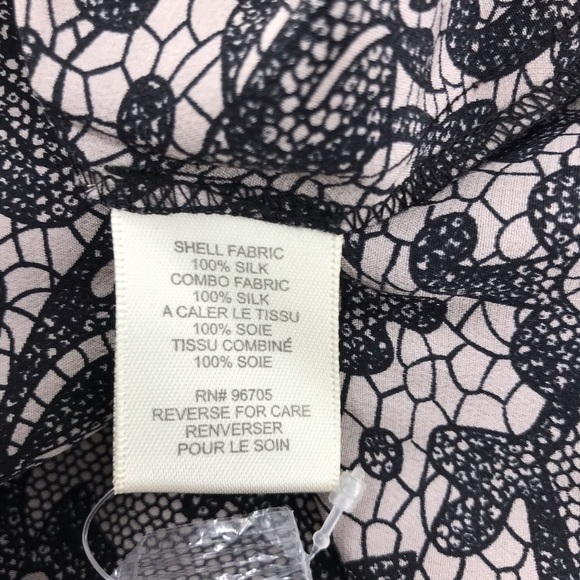 SHELL FABRIC
100% SILK
COMBO FABRIC
100% SILK
A CALER LE TISSU
100% SOIE
TISSU COMBINÉ
100% SOIE
RN# 96705
REVERSE FOR CARE
RENVERSER
POUR LE SOIN